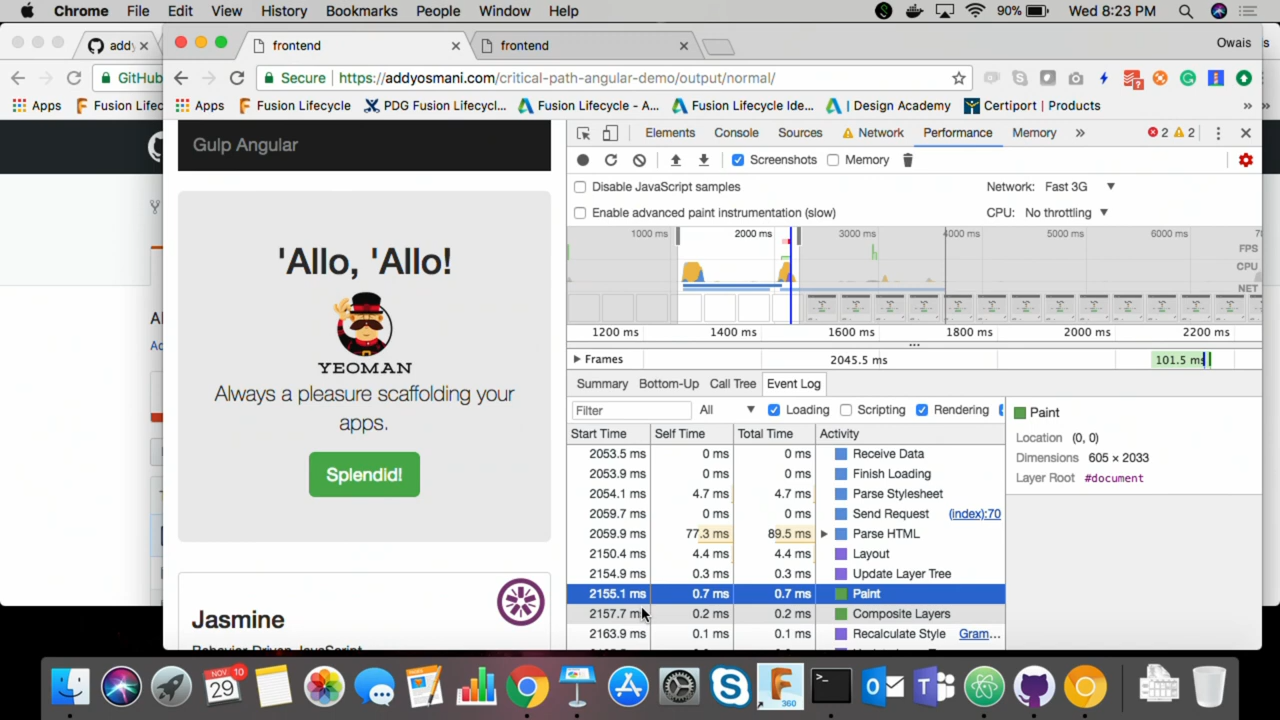 Chrome File Edit View History Bookmarks People Window Help 90% Wed 8:23 PM
addy frontend frontend Owais
GitHub Secure https://addyosmani.com/critical-path-angular-demo/output/normal/
Apps Fusion Lifec Apps Fusion Lifecycle PDG Fusion Lifecycl... Fusion Lifecycle - A... Fusion Lifecycle Ide... | Design Academy Certiport | Products » »
Elements Console Sources Network Performance Memory » 2 2
Gulp Angular
Screenshots Memory
Disable JavaScript samples Network: Fast 3G
Enable advanced paint instrumentation (slow) CPU: No throttling
1000 ms 2000 ms 3000 ms 4000 ms 5000 ms 6000 ms
FPS
CPU
NET
1200 ms 1400 ms 1600 ms 1800 ms 2000 ms 2200 ms
Frames 2045.5 ms 101.5 ms
Summary Bottom-Up Call Tree Event Log
Filter All Loading Scripting Rendering
Start Time Self Time Total Time Activity
2053.5 ms 0 ms 0 ms Receive Data
2053.9 ms 0 ms 0 ms Finish Loading
2054.1 ms 4.7 ms 4.7 ms Parse Stylesheet
2059.7 ms 0 ms 0 ms Send Request (index):70
2059.9 ms 77.3 ms 89.5 ms Parse HTML
2150.4 ms 4.4 ms 4.4 ms Layout
2154.9 ms 0.3 ms 0.3 ms Update Layer Tree
2155.1 ms 0.7 ms 0.7 ms Paint
2157.7 ms 0.2 ms 0.2 ms Composite Layers
2163.9 ms 0.1 ms 0.1 ms Recalculate Style Gram...
Paint
Location (0, 0)
Dimensions 605 × 2033
Layer Root #document
'Allo, 'Allo!
YEOMAN
Always a pleasure scaffolding your
apps.
Splendid!
Jasmine
NOV 10
29
360